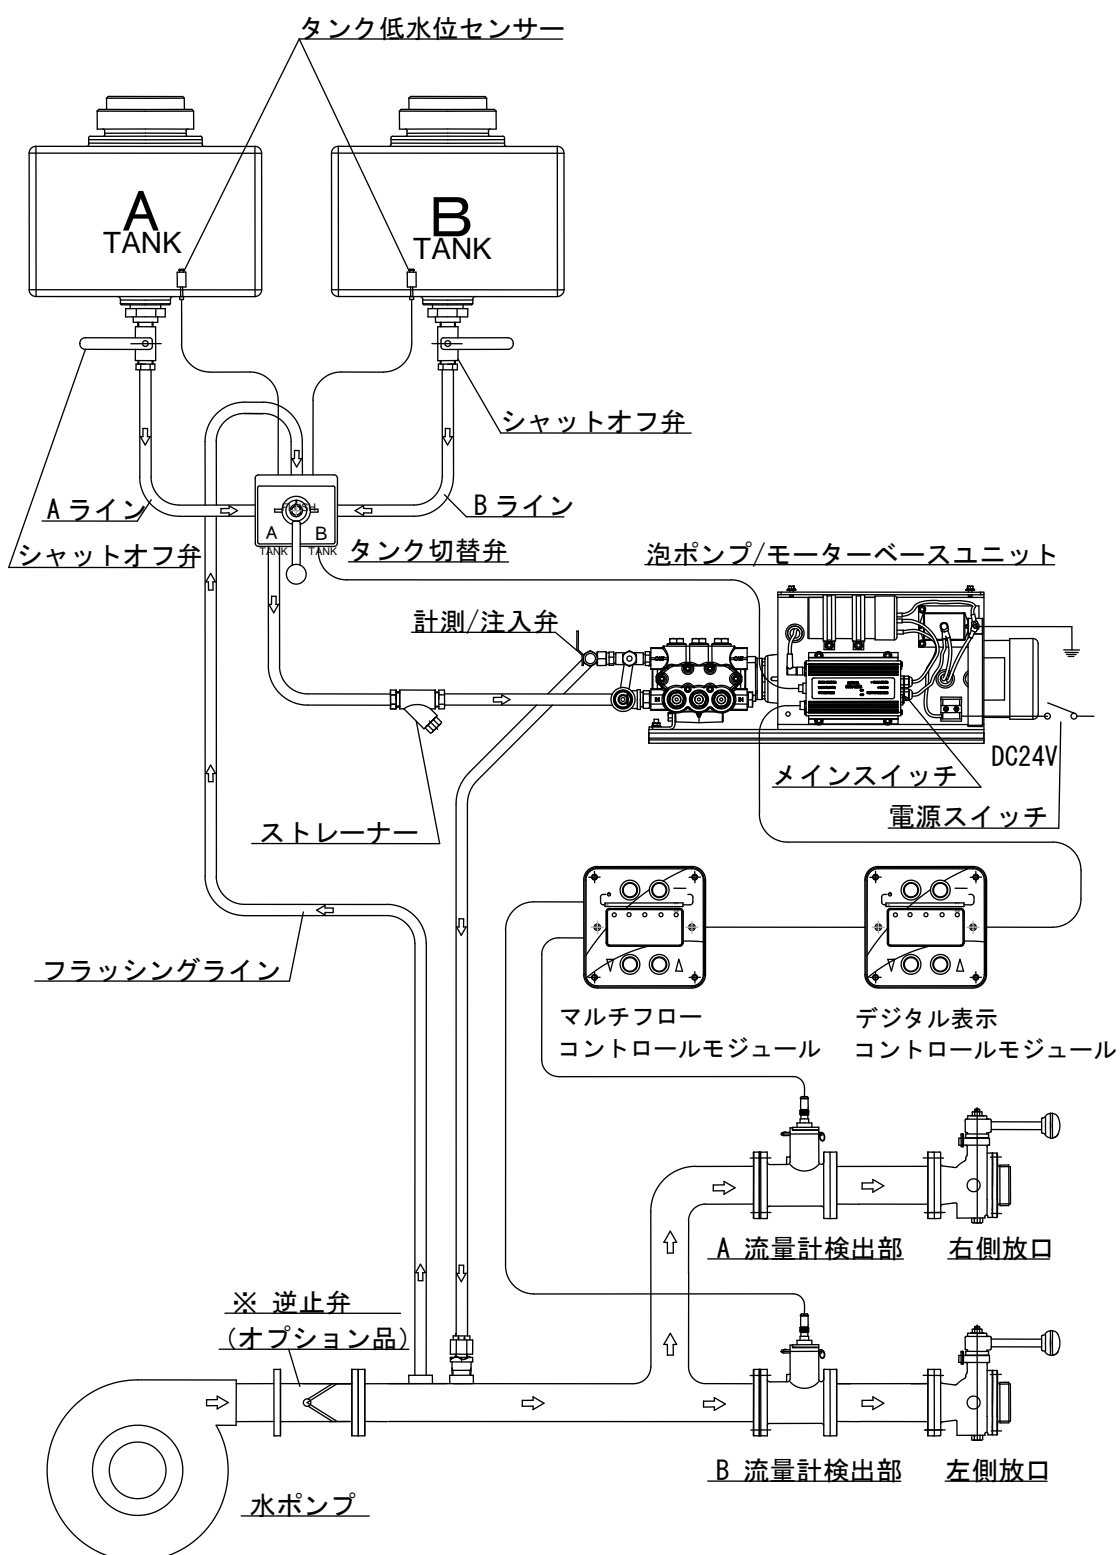 タンク低水位センサー
A
TANK
B
TANK
シャットオフ弁
Aライン
Bライン
シャットオフ弁
A
B
TANK
TANK
タンク切替弁
泡ポンプ/モーターベースユニット
計測/注入弁
DC24V
メインスイッチ
電源スイッチ
ストレーナー
フラッシングライン
マルチフロー
コントロールモジュール
デジタル表示
コントロールモジュール
A 流量計検出部
右側放口
※ 逆止弁
(オプション品)
B 流量計検出部
左側放口
水ポンプ